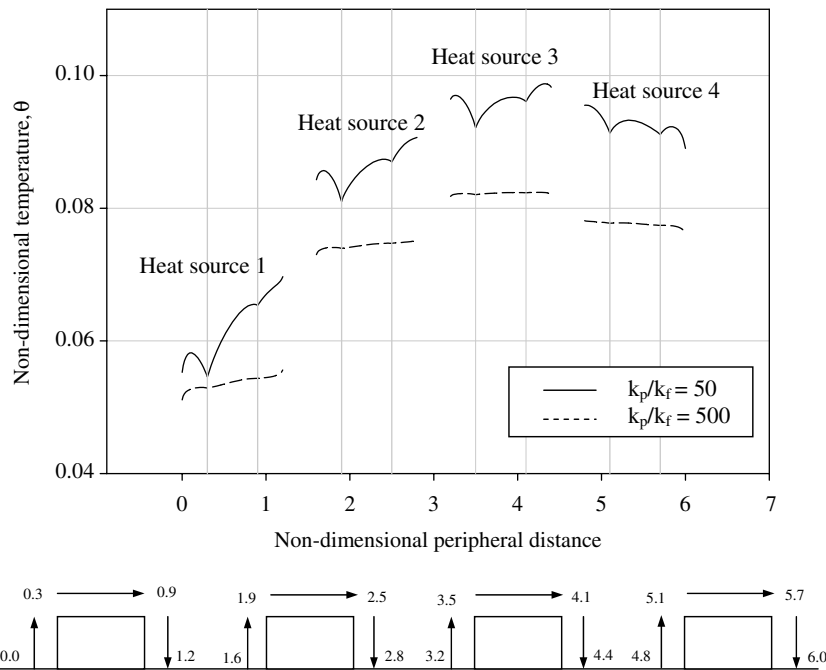 Heat source 3
0.10
Heat source 4
Heat source 2
0.08
Heat source 1
0.06
0.04
Non-dimensional temperature, θ
k_p/k_f = 50
k_p/k_f = 500
0 1 2 3 4 5 6 7
Non-dimensional peripheral distance
0.3 0.9 1.9 2.5 3.5 4.1 5.1 5.7
0.0 1.2 1.6 2.8 3.2 4.4 4.8 6.0